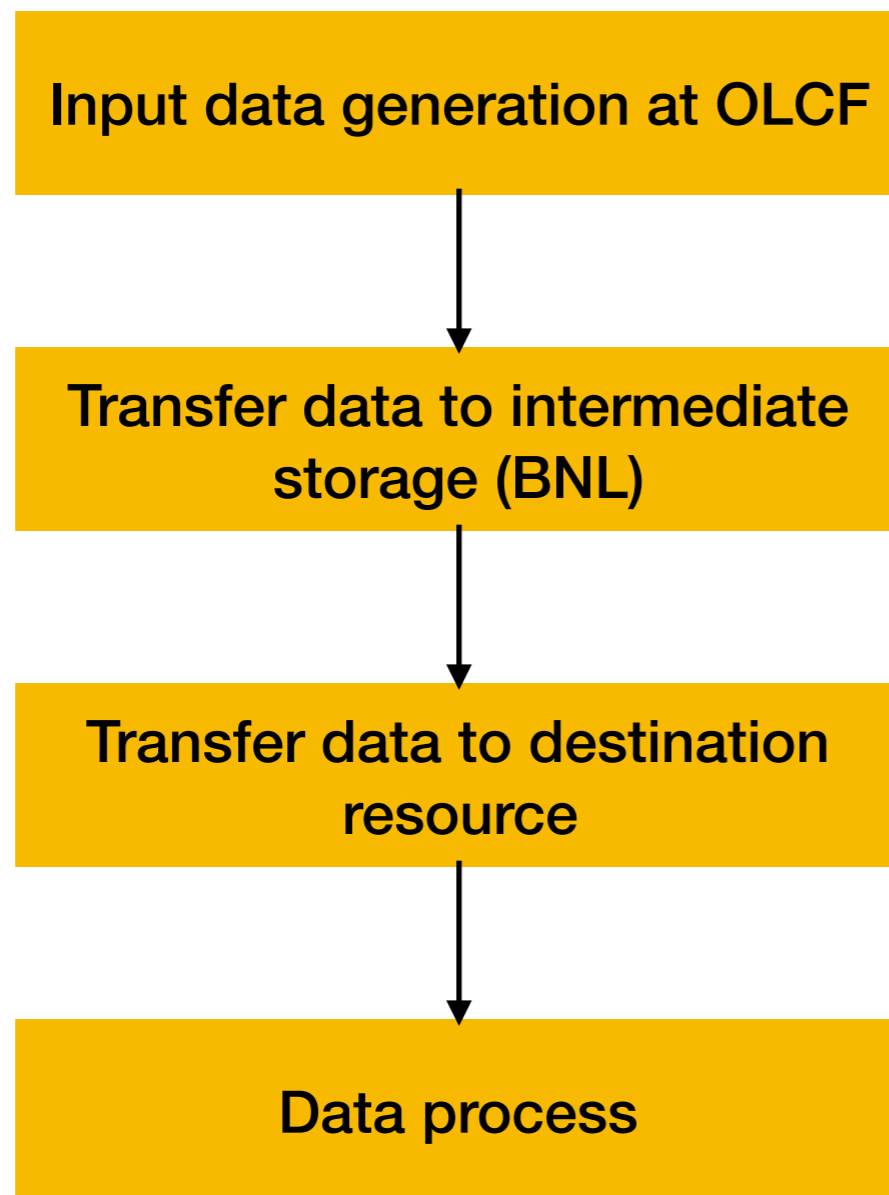 Input data generation at OLCF
Transfer data to intermediate
storage (BNL)
Transfer data to destination
resource
Data process